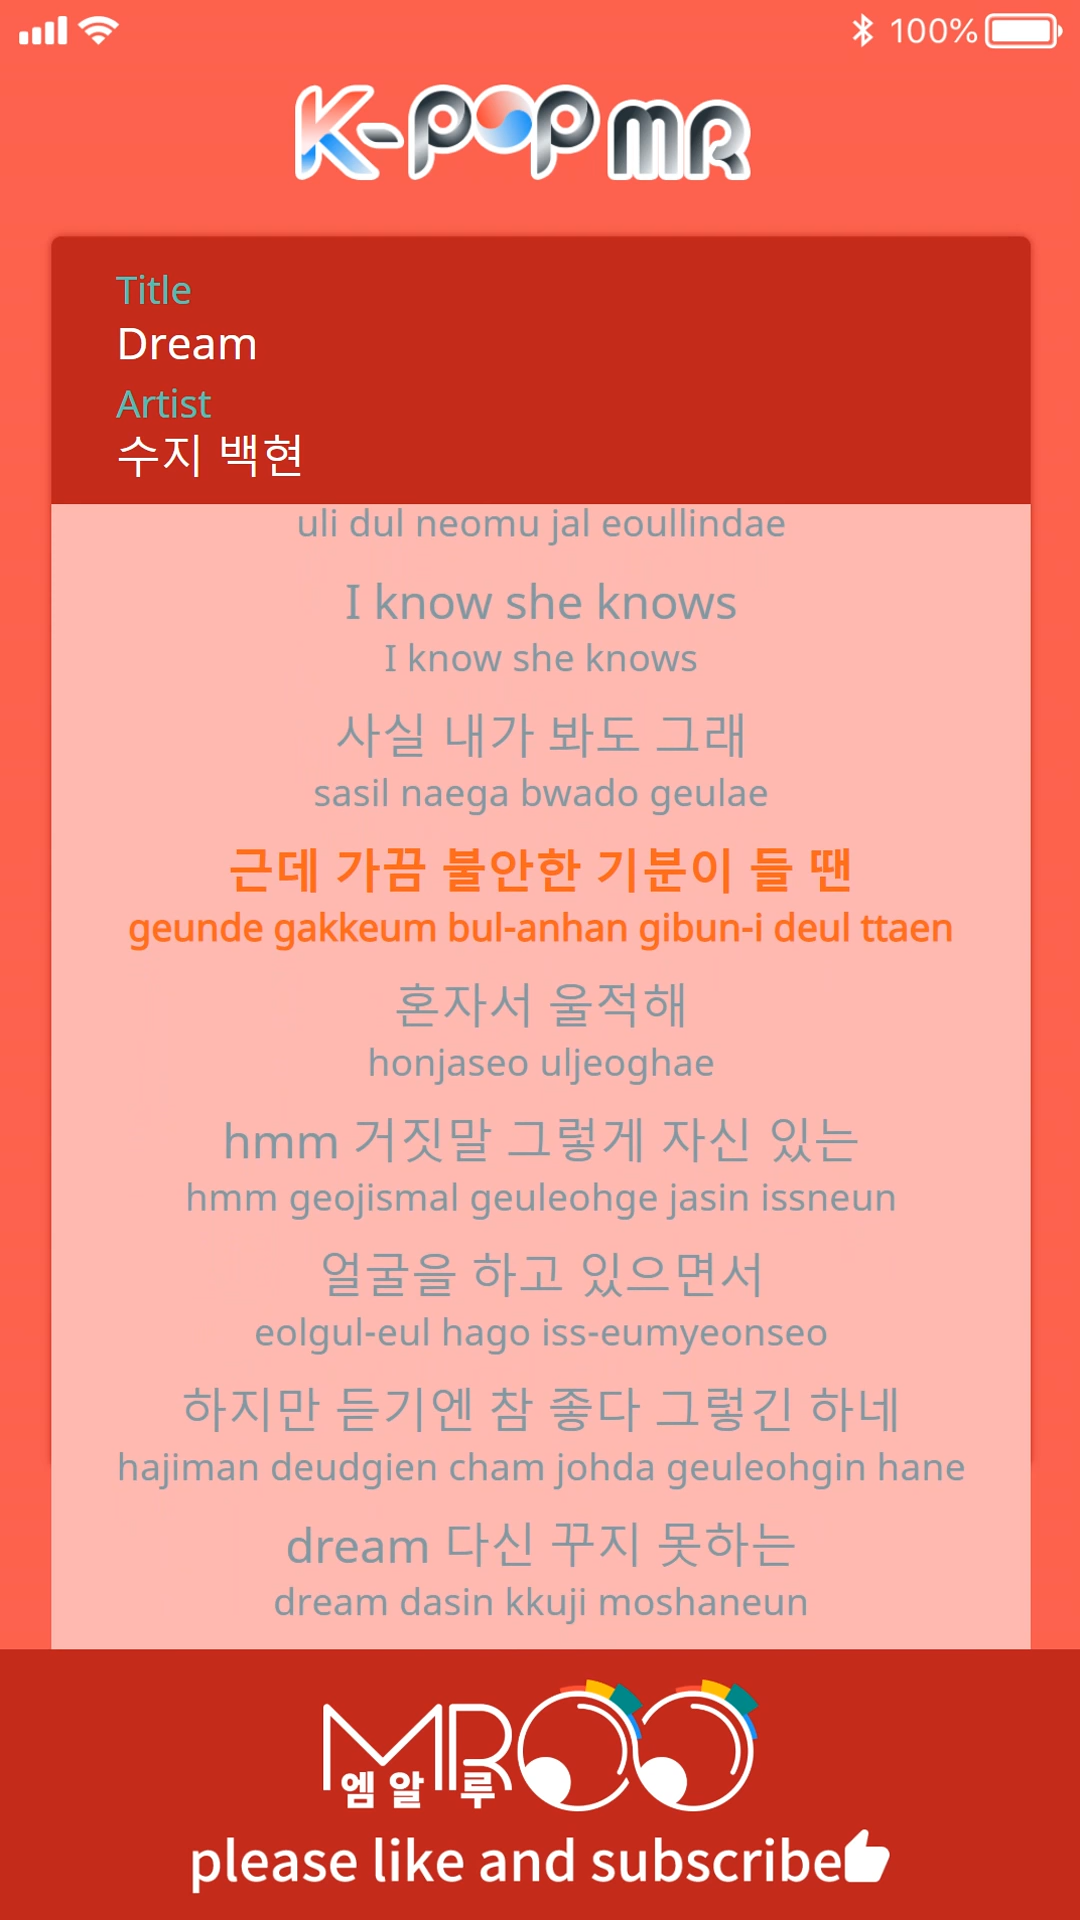 100%
K-POP MR
Title
Dream
Artist
수지 백현
uli dul neomu jal eoullindae
I know she knows
I know she knows
사실 내가 봐도 그래
sasil naega bwado geulae
근데 가끔 불안한 기분이 들 땐
geunde gakkeum bul-anhan gibun-i deul ttaen
혼자서 울적해
honjaseo uljeoghae
hmm 거짓말 그렇게 자신 있는
hmm geojismal geuleohge jasin issneun
얼굴을 하고 있으면서
eolgul-eul hago iss-eumyeonseo
하지만 듣기엔 참 좋다 그렇긴 하네
hajiman deudgien cham johda geuleohgin hane
dream 다신 꾸지 못하는
dream dasin kkuji moshaneun
MROO
엠 알 루
please like and subscribe